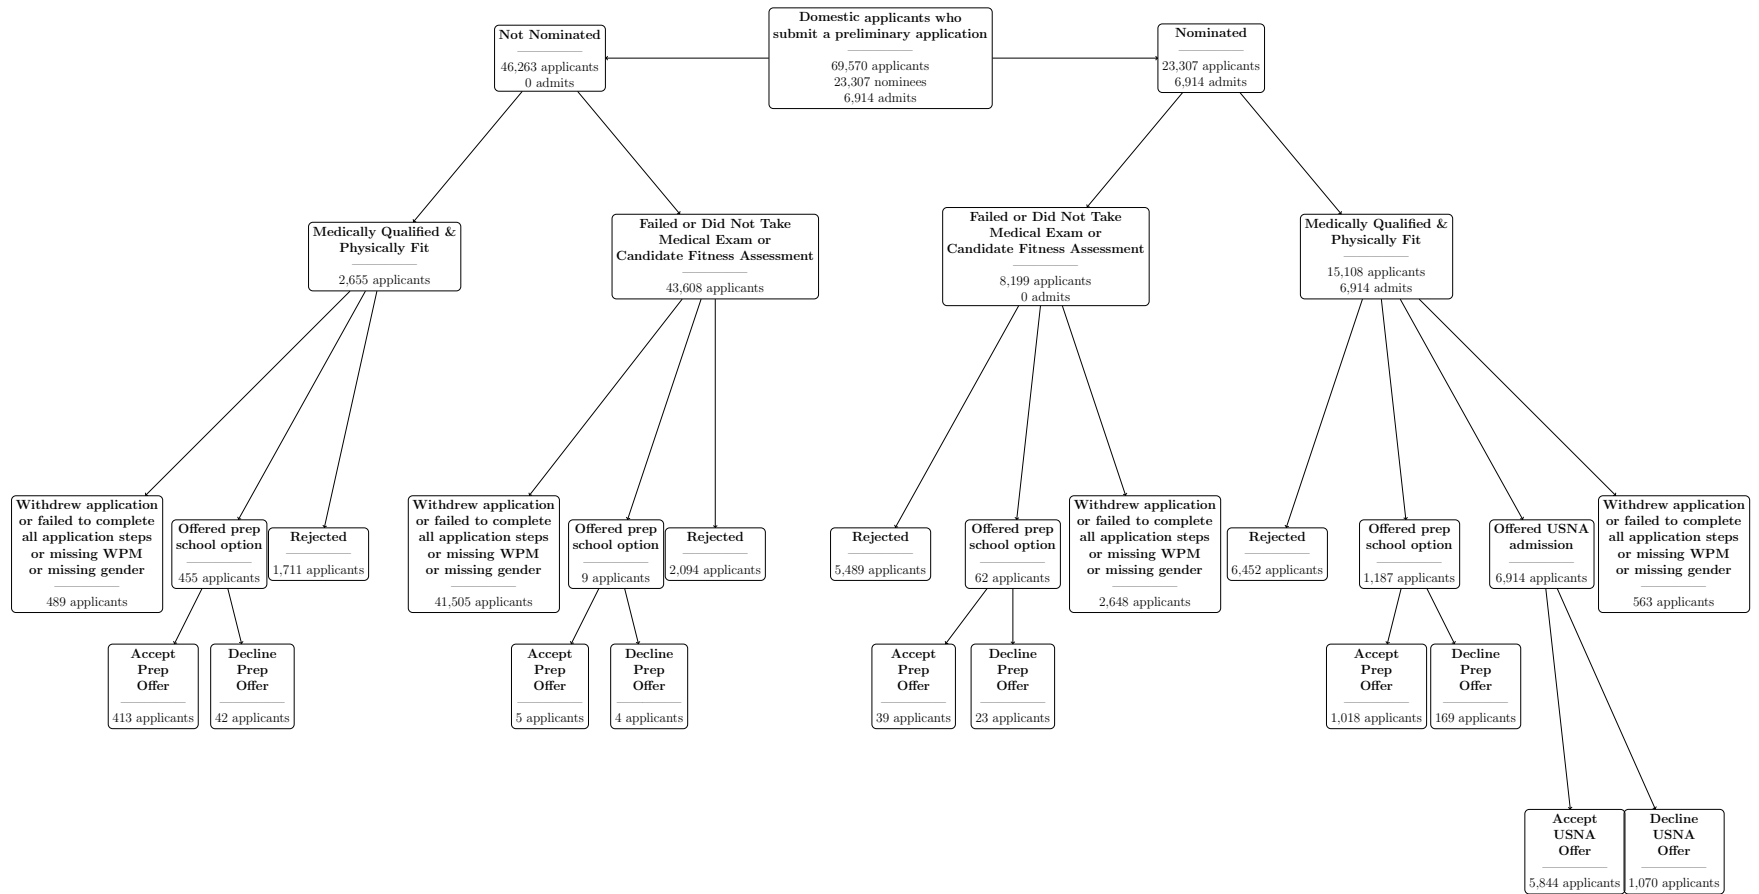 Domestic applicants who
submit a preliminary application
69,570 applicants
23,307 nominees
6,914 admits
Not Nominated
46,263 applicants
0 admits
Nominated
23,307 applicants
6,914 admits
Medically Qualified &
Physically Fit
2,655 applicants
Failed or Did Not Take
Medical Exam or
Candidate Fitness Assessment
43,608 applicants
Failed or Did Not Take
Medical Exam or
Candidate Fitness Assessment
8,199 applicants
0 admits
Medically Qualified &
Physically Fit
15,108 applicants
6,914 admits
Withdrew application
or failed to complete
all application steps
or missing WPM
or missing gender
489 applicants
Offered prep
school option
455 applicants
Rejected
1,711 applicants
Withdrew application
or failed to complete
all application steps
or missing WPM
or missing gender
41,505 applicants
Offered prep
school option
9 applicants
Rejected
2,094 applicants
Rejected
5,489 applicants
Offered prep
school option
62 applicants
Withdrew application
or failed to complete
all application steps
or missing WPM
or missing gender
2,648 applicants
Rejected
6,452 applicants
Offered prep
school option
1,187 applicants
Offered USNA
admission
6,914 applicants
Withdrew application
or failed to complete
all application steps
or missing WPM
or missing gender
563 applicants
Accept
Prep
Offer
413 applicants
Decline
Prep
Offer
42 applicants
Accept
Prep
Offer
5 applicants
Decline
Prep
Offer
4 applicants
Accept
Prep
Offer
39 applicants
Decline
Prep
Offer
23 applicants
Accept
Prep
Offer
1,018 applicants
Decline
Prep
Offer
169 applicants
Accept
USNA
Offer
5,844 applicants
Decline
USNA
Offer
1,070 applicants